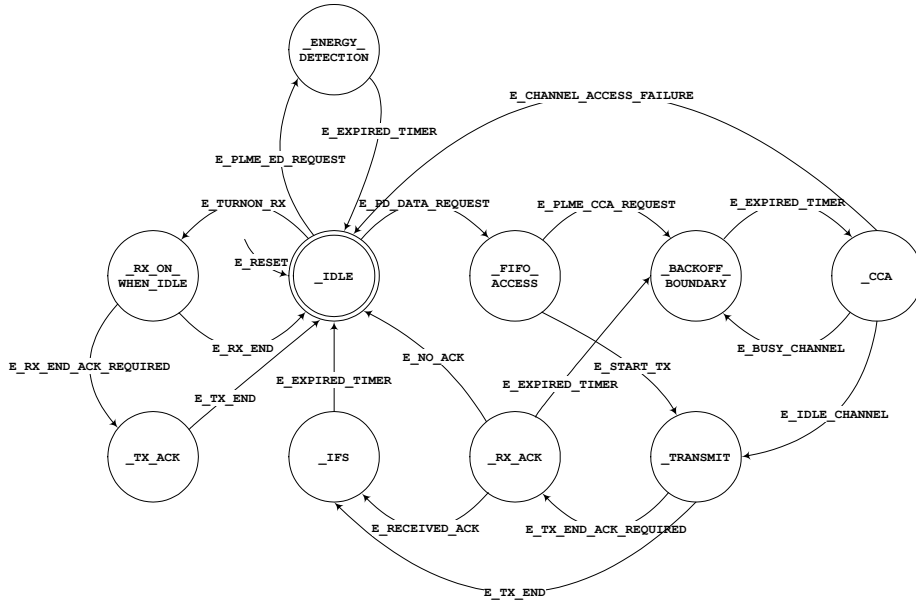 _ENERGY_
DETECTION
E_CHANNEL_ACCESS_FAILURE
E_EXPIRED_TIMER
E_PLME_ED_REQUEST
E_TURNON_RX
E_PD_DATA_REQUEST
E_PLME_CCA_REQUEST
E_EXPIRED_TIMER
_RX_ON_
WHEN_IDLE
E_RESET
_IDLE
_FIFO_
ACCESS
_BACKOFF_
BOUNDARY
_CCA
E_RX_END
E_NO_ACK
E_BUSY_CHANNEL
E_RX_END_ACK_REQUIRED
E_START_TX
E_EXPIRED_TIMER
E_EXPIRED_TIMER
E_TX_END
E_IDLE_CHANNEL
_TX_ACK
_IFS
_RX_ACK
_TRANSMIT
E_RECEIVED_ACK
E_TX_END_ACK_REQUIRED
E_TX_END